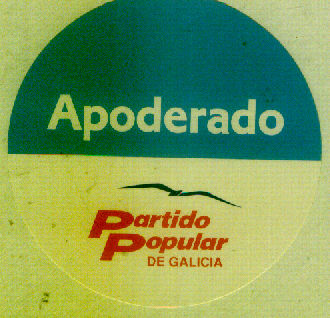 Apoderado
Partido
Popular
DE GALICIA